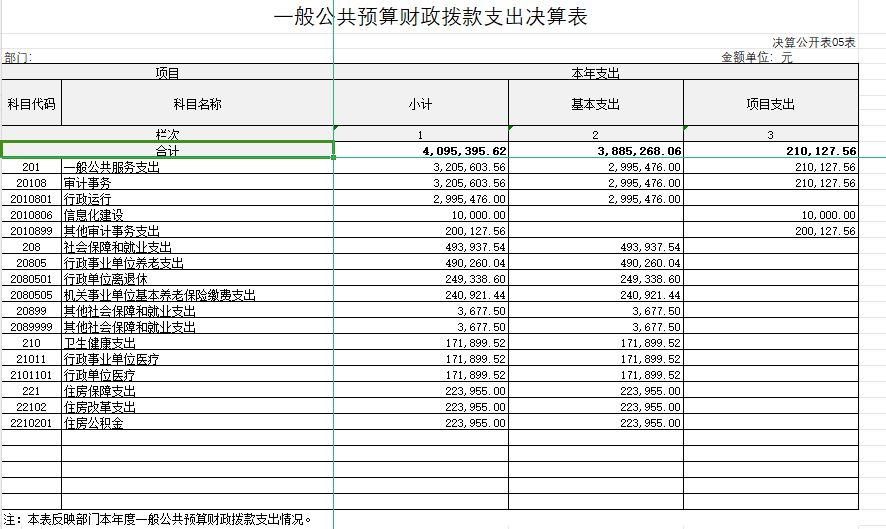 一般公共预算财政拨款支出决算表
决算公开表05表
部门： 金额单位：元
项目 本年支出
科目代码 科目名称 小计 基本支出 项目支出
栏次 1 2 3
合计 4,095,395.62 3,885,268.06 210,127.56
201 一般公共服务支出 3,205,603.56 2,995,476.00 210,127.56
20108 审计事务 3,205,603.56 2,995,476.00 210,127.56
2010801 行政运行 2,995,476.00 2,995,476.00
2010806 信息化建设 10,000.00 10,000.00
2010899 其他审计事务支出 200,127.56 200,127.56
208 社会保障和就业支出 493,937.54 493,937.54
20805 行政事业单位养老支出 490,260.04 490,260.04
2080501 行政单位离退休 249,338.60 249,338.60
2080505 机关事业单位基本养老保险缴费支出 240,921.44 240,921.44
20899 其他社会保障和就业支出 3,677.50 3,677.50
2089999 其他社会保障和就业支出 3,677.50 3,677.50
210 卫生健康支出 171,899.52 171,899.52
21011 行政事业单位医疗 171,899.52 171,899.52
2101101 行政单位医疗 171,899.52 171,899.52
221 住房保障支出 223,955.00 223,955.00
22102 住房改革支出 223,955.00 223,955.00
2210201 住房公积金 223,955.00 223,955.00
注：本表反映部门本年度一般公共预算财政拨款支出情况。